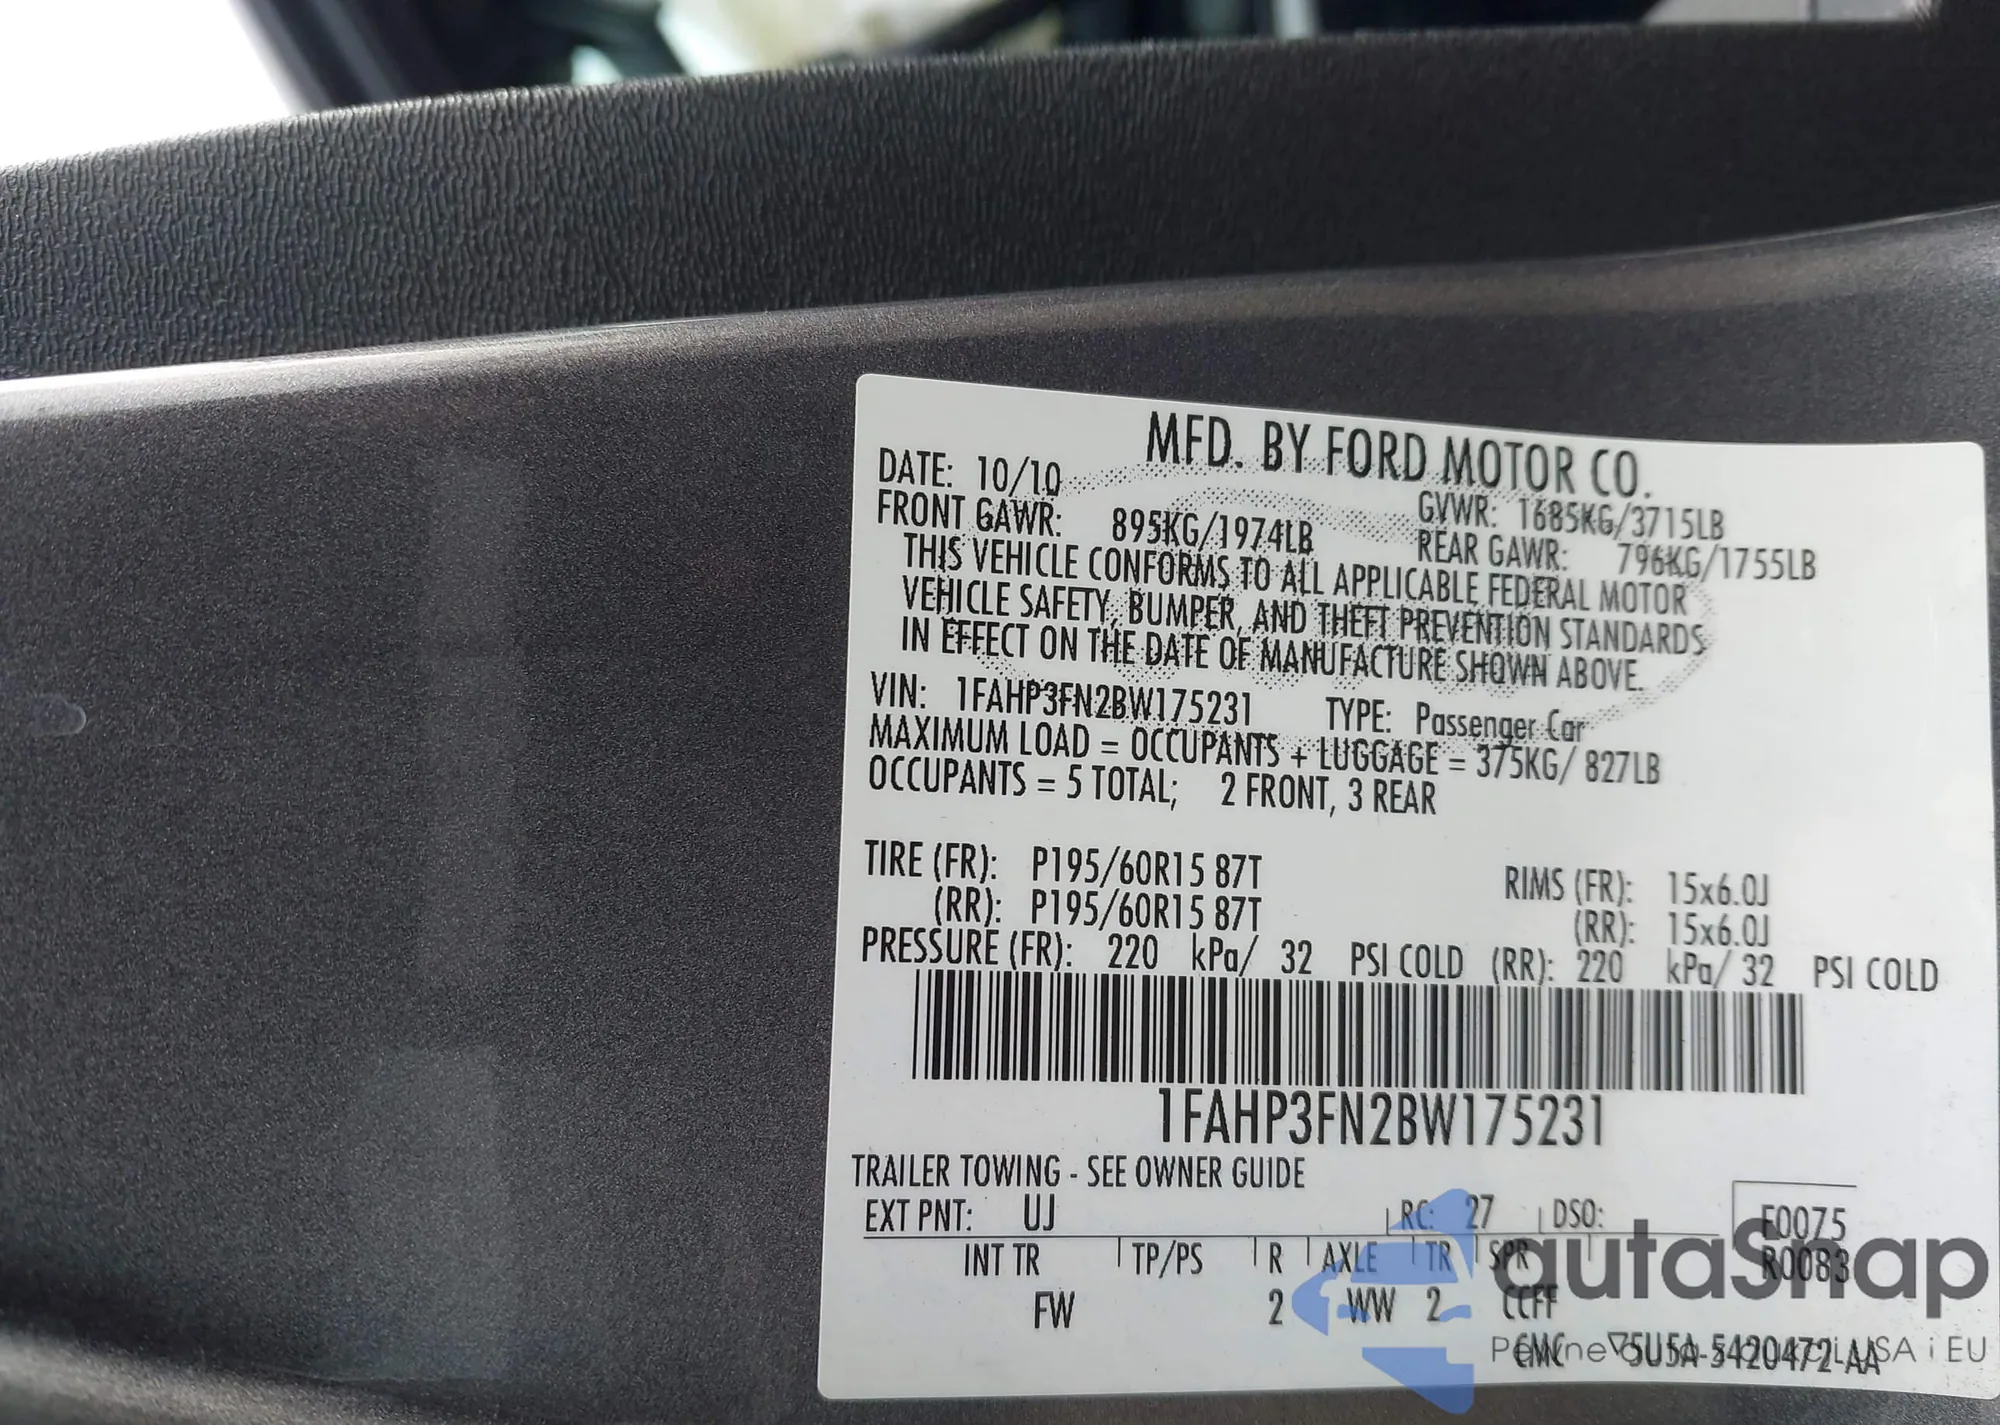 MFD. BY FORD MOTOR CO.
DATE: 10/10 GVWR: 1685KG/3715LB
FRONT GAWR: 895KG/1974LB REAR GAWR: 796KG/1755LB
THIS VEHICLE CONFORMS TO ALL APPLICABLE FEDERAL MOTOR
VEHICLE SAFETY, BUMPER, AND THEFT PREVENTION STANDARDS
IN EFFECT ON THE DATE OF MANUFACTURE SHOWN ABOVE.
VIN: 1FAHP3FN2BW175231 TYPE: Passenger Car
MAXIMUM LOAD = OCCUPANTS + LUGGAGE = 375KG/ 827LB
OCCUPANTS = 5 TOTAL; 2 FRONT, 3 REAR
TIRE (FR): P195/60R15 87T RIMS (FR): 15x6.0J
(RR): P195/60R15 87T (RR): 15x6.0J
PRESSURE (FR): 220 kPa/ 32 PSI COLD (RR): 220 kPa/ 32 PSI COLD
1FAHP3FN2BW175231
TRAILER TOWING - SEE OWNER GUIDE
EXT PNT: UJ RC: 27 DSO: F0075
INT TR TP/PS R AXLE TR SPR R0083
FW 2 WW 2 CCFF
5U5A-5420472-AA
autaSnap
USA i EU